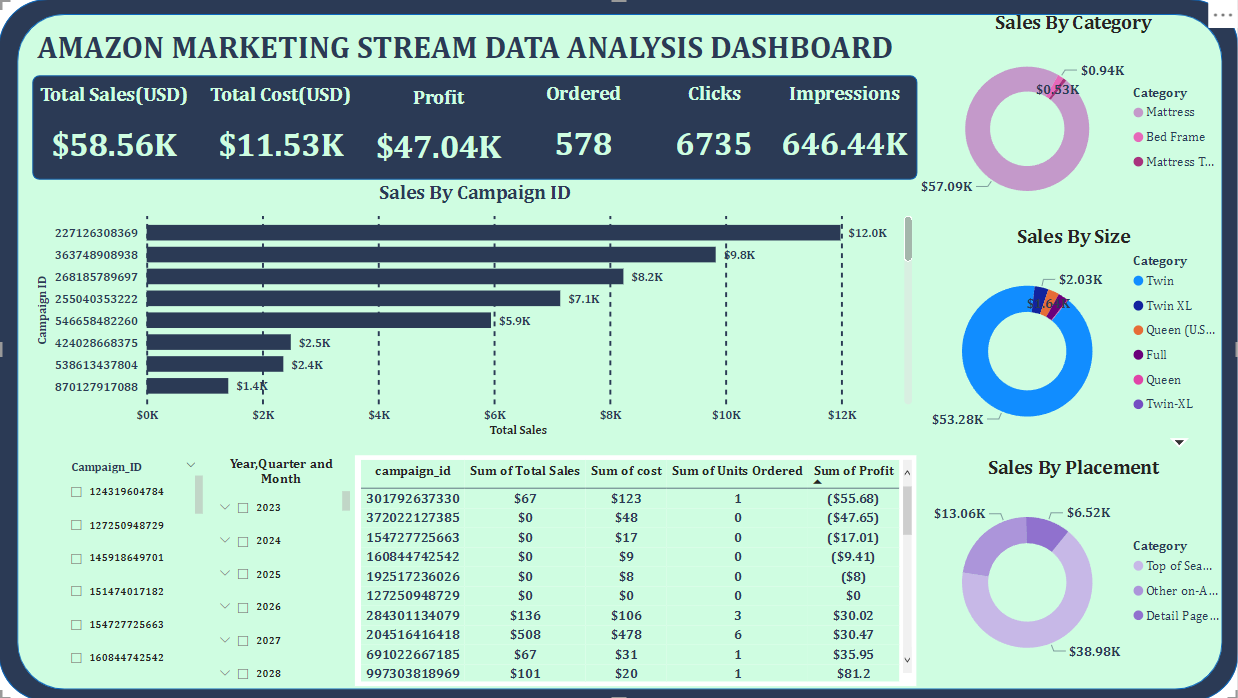 AMAZON MARKETING STREAM DATA ANALYSIS DASHBOARD
Total Sales(USD)
$58.56K
Total Cost(USD)
$11.53K
Profit
$47.04K
Ordered
578
Clicks
6735
Impressions
646.44K
Sales By Campaign ID
Campaign ID
227126308369 $12.0K
363748908938 $9.8K
268185789697 $8.2K
255040353222 $7.1K
546658482260 $5.9K
424028668375 $2.5K
538613437804 $2.4K
870127917088 $1.4K
$0K $2K $4K $6K $8K $10K $12K
Total Sales
Sales By Category
$0.94K
$0.53K
$57.09K
Category
Mattress
Bed Frame
Mattress T...
Sales By Size
$2.03K
$53.28K
Category
Twin
Twin XL
Queen (U.S...
Full
Queen
Twin-XL
Sales By Placement
$13.06K
$6.52K
$38.98K
Category
Top of Sea...
Other on-A...
Detail Page...
Campaign_ID
124319604784
127250948729
145918649701
151474017182
154727725663
160844742542
Year,Quarter and
Month
2023
2024
2025
2026
2027
2028
campaign_id Sum of Total Sales Sum of cost Sum of Units Ordered Sum of Profit
301792637330 $67 $123 1 ($55.68)
372022127385 $0 $48 0 ($47.65)
154727725663 $0 $17 0 ($17.01)
160844742542 $0 $9 0 ($9.41)
192517236026 $0 $8 0 ($8)
127250948729 $0 $0 0 $0
284301134079 $136 $106 3 $30.02
204516416418 $508 $478 6 $30.47
691022667185 $67 $31 1 $35.95
997303818969 $101 $20 1 $81.2